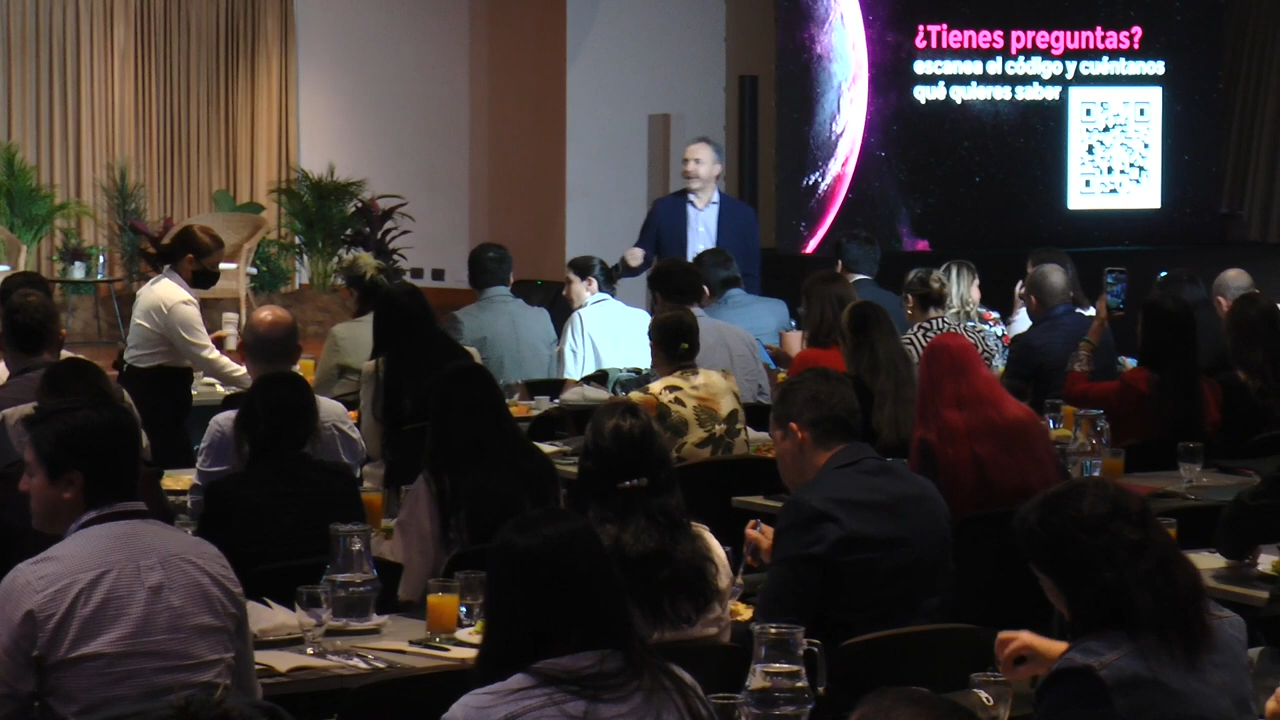 ¿Tienes preguntas?
escanea el código y cuéntanos
qué quieres saber